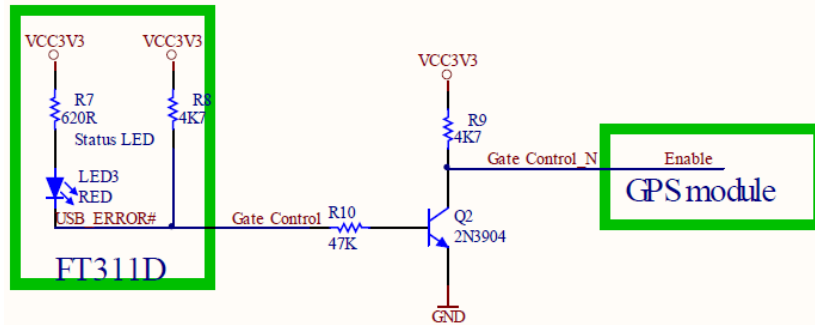 VCC3V3 VCC3V3
R7
620R
R8
4K7
Status LED
LED3
RED
USB_ERROR#
FT311D
Gate Control
R10
47K
VCC3V3
R9
4K7
Gate Control_N
Q2
2N3904
GND
Enable
GPS module